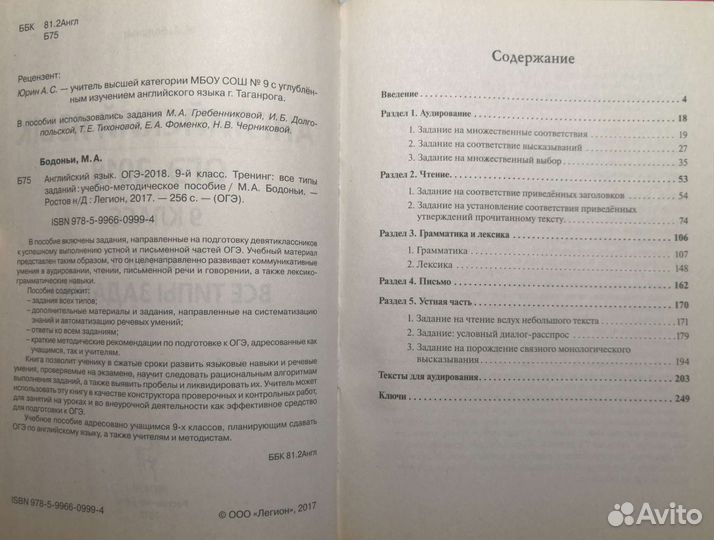 ББК 81.2Англ
Б75
Рецензент:
Юрин А.С. — учитель высшей категории МБОУ СОШ № 9 с углублён-
ным изучением английского языка г. Таганрога.
В пособии использовались задания М.А. Гребенниковой, И.Б. Долго-
польской, Т.Е. Тихоновой, Е.А. Фоменко, Н.В. Черниковой.
Бодоньи, М.А.
Б75 Английский язык. ОГЭ-2018. 9-й класс. Тренинг: все типы
заданий : учебно-методическое пособие / М.А. Бодоньи. —
Ростов н/Д : Легион, 2017. — 256 с. — (ОГЭ).
ISBN 978-5-9966-0999-4
В пособие включены задания, направленные на подготовку девятиклассников
к успешному выполнению устной и письменной частей ОГЭ. Учебный материал
представлен таким образом, что он целенаправленно развивает коммуникативные
умения в аудировании, чтении, письменной речи и говорении, а также лексико-
грамматические навыки.
Пособие содержит:
– задания всех типов;
– дополнительные материалы и задания, направленные на систематизацию
знаний и автоматизацию речевых умений;
– ответы ко всем заданиям;
– краткие методические рекомендации по подготовке к ОГЭ, адресованные как
учащимся, так и учителям.
Книга позволит ученику в сжатые сроки развить языковые навыки и речевые
умения, проверяемые на экзамене, научит следовать рациональным алгоритмам
выполнения заданий, а также выявить пробелы и ликвидировать их. Учитель может
использовать эту книгу в качестве конструктора проверочных и контрольных работ,
для занятий на уроках и во внеурочной деятельности как эффективное средство
для подготовки к ОГЭ.
Учебное пособие адресовано учащимся 9-х классов, планирующим сдавать
ОГЭ по английскому языку, а также учителям и методистам.
ББК 81.2Англ
ISBN 978-5-9966-0999-4
© ООО «Легион», 2017
Содержание
Введение 4
Раздел 1. Аудирование 18
1. Задание на множественные соответствия 19
2. Задание на соответствие высказываний 27
3. Задание на множественный выбор 35
Раздел 2. Чтение 53
1. Задание на соответствие приведённых заголовков 54
2. Задание на установление соответствия приведённых
утверждений прочитанному тексту 74
Раздел 3. Грамматика и лексика 106
1. Грамматика 107
2. Лексика 148
Раздел 4. Письмо 162
Раздел 5. Устная часть 170
1. Задание на чтение вслух небольшого текста 171
2. Задание: условный диалог-расспрос 179
3. Задание на порождение связного монологического
высказывания 194
Тексты для аудирования 203
Ключи 249
Avito